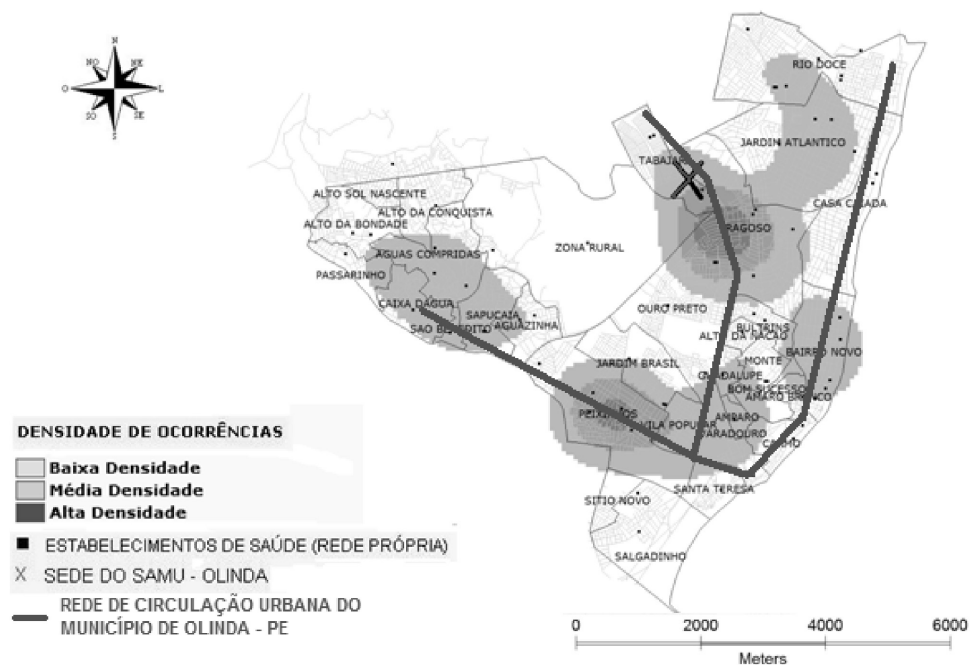 N
NO
NE
O
L
SO
SE
S
RIO DOCE
JARDIM ATLANTICO
CASA CAIADA
RAGOSO
ALTO SOL NASCENTE
ALTO DA CONQUISTA
ALTO DA BONDADE
AGUAS COMPRIDAS
PASSARINHO
ZONA RURAL
CAIXA DAGUA
SAPUCAIA
SAO BENEDITO
AGUAZINHA
OURO PRETO
BULTRINS
ALTO DA NACAO
BAIRRO NOVO
JARDIM BRASIL
MONTE
GUADALUPE
BOM SUCESSO
AMARO BRANCO
PEIXINHOS
VILA POPULAR
AMPARO
VARADOURO
CARMO
SANTA TERESA
SITIO NOVO
SALGADINHO
DENSIDADE DE OCORRÊNCIAS
Baixa Densidade
Média Densidade
Alta Densidade
ESTABELECIMENTOS DE SAÚDE (REDE PRÓPRIA)
X SEDE DO SAMU - OLINDA
REDE DE CIRCULAÇÃO URBANA DO
MUNICÍPIO DE OLINDA - PE
0 2000 4000 6000
Meters